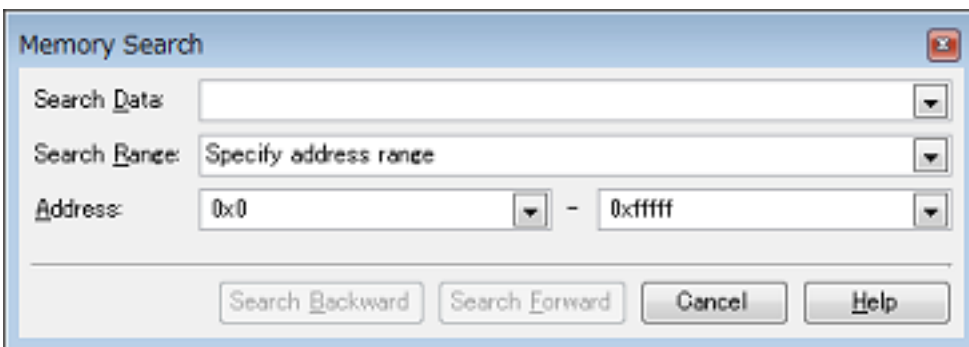 Memory Search
Search Data:
Search Range: Specify address range
Address: 0x0 - 0xfffff
Search Backward Search Forward Cancel Help